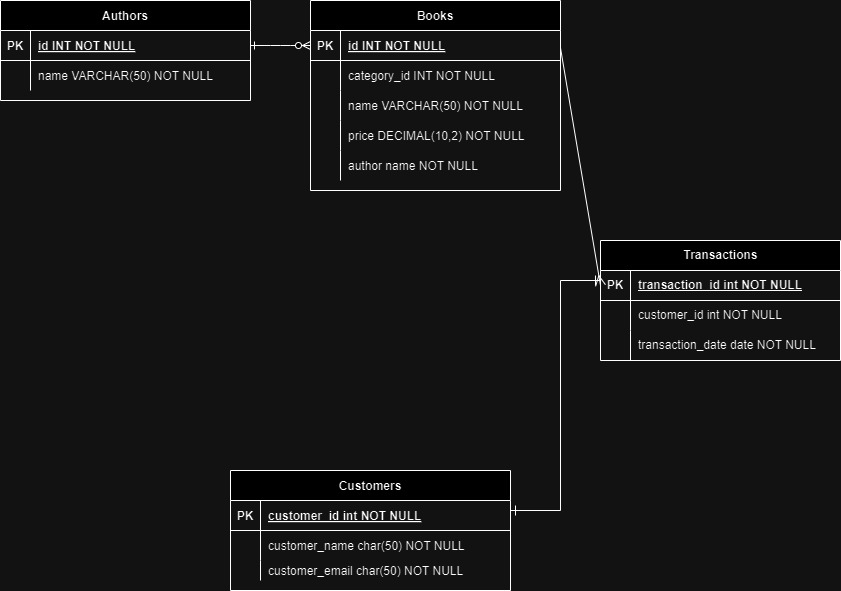 Authors
PK id INT NOT NULL
name VARCHAR(50) NOT NULL
Books
PK id INT NOT NULL
category_id INT NOT NULL
name VARCHAR(50) NOT NULL
price DECIMAL(10,2) NOT NULL
author name NOT NULL
Transactions
PK transaction_id int NOT NULL
customer_id int NOT NULL
transaction_date date NOT NULL
Customers
PK customer_id int NOT NULL
customer_name char(50) NOT NULL
customer_email char(50) NOT NULL